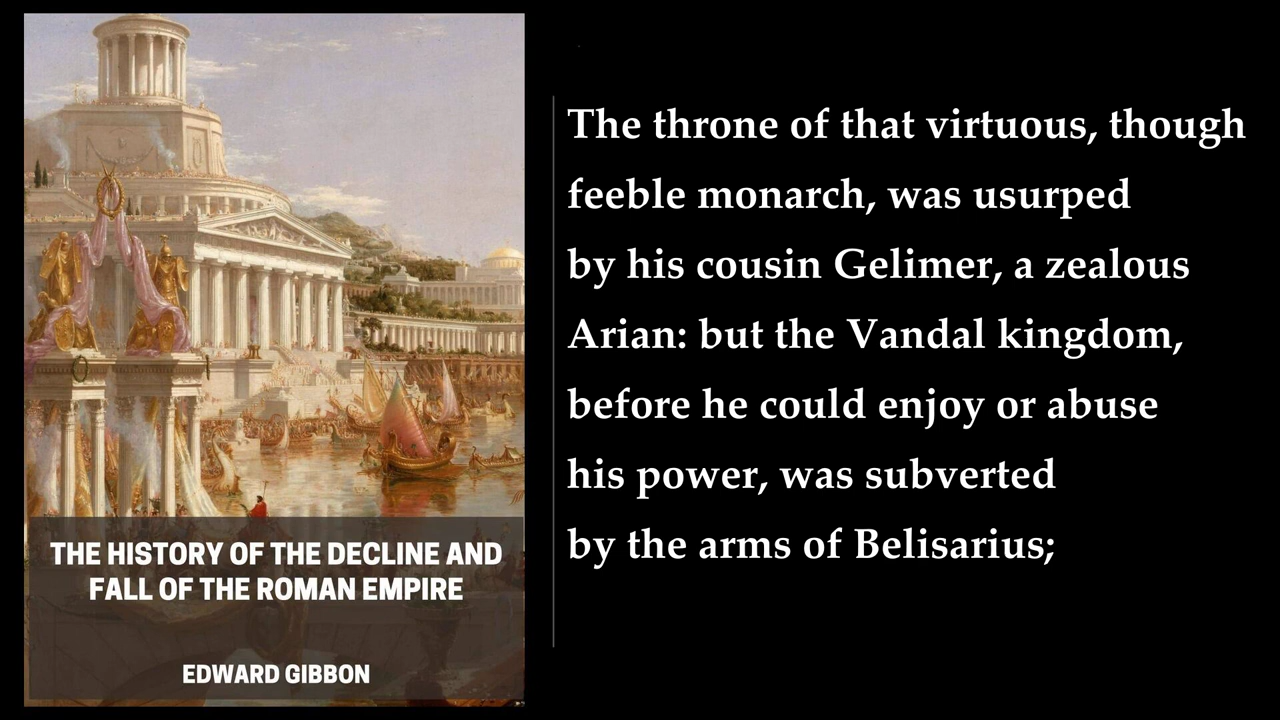 The throne of that virtuous, though
feeble monarch, was usurped
by his cousin Gelimer, a zealous
Arian: but the Vandal kingdom,
before he could enjoy or abuse
his power, was subverted
by the arms of Belisarius;
THE HISTORY OF THE DECLINE AND
FALL OF THE ROMAN EMPIRE
EDWARD GIBBON